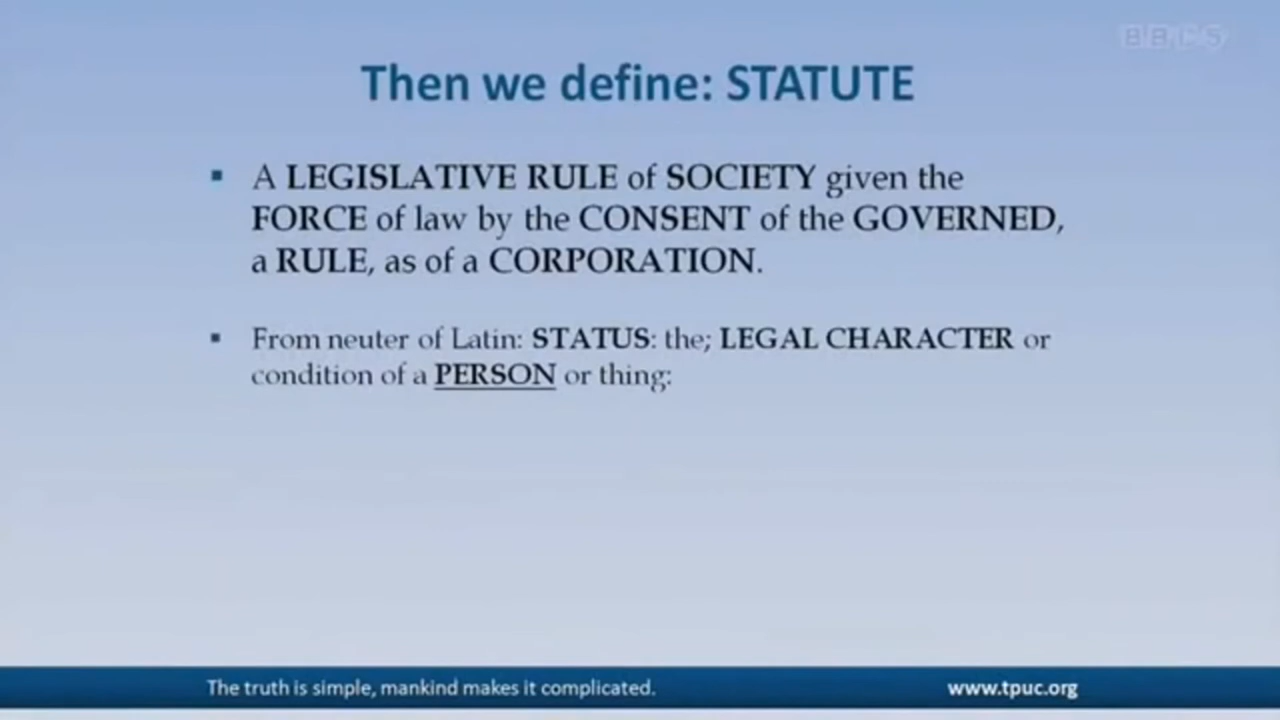 BBC5
Then we define: STATUTE
▪ A LEGISLATIVE RULE of SOCIETY given the
FORCE of law by the CONSENT of the GOVERNED,
a RULE, as of a CORPORATION.
▪ From neuter of Latin: STATUS: the; LEGAL CHARACTER or
condition of a PERSON or thing:
The truth is simple, mankind makes it complicated.
www.tpuc.org